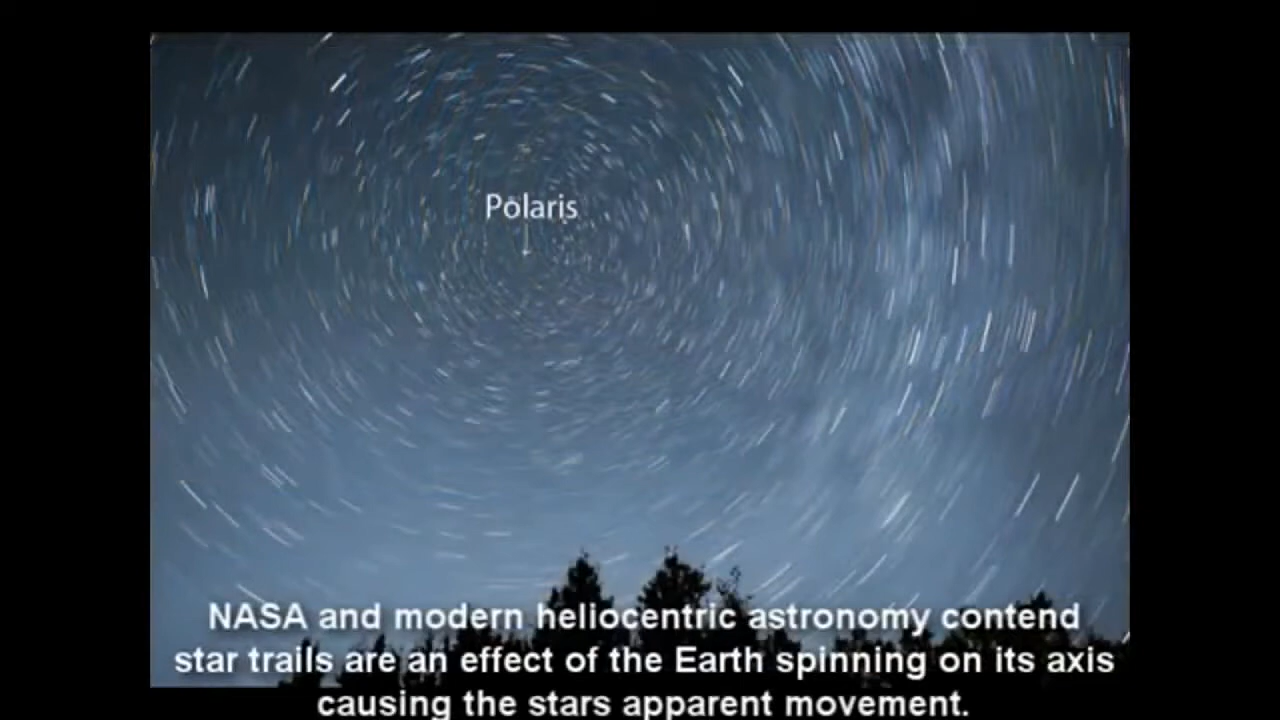 Polaris
NASA and modern heliocentric astronomy contend
star trails are an effect of the Earth spinning on its axis
causing the stars apparent movement.